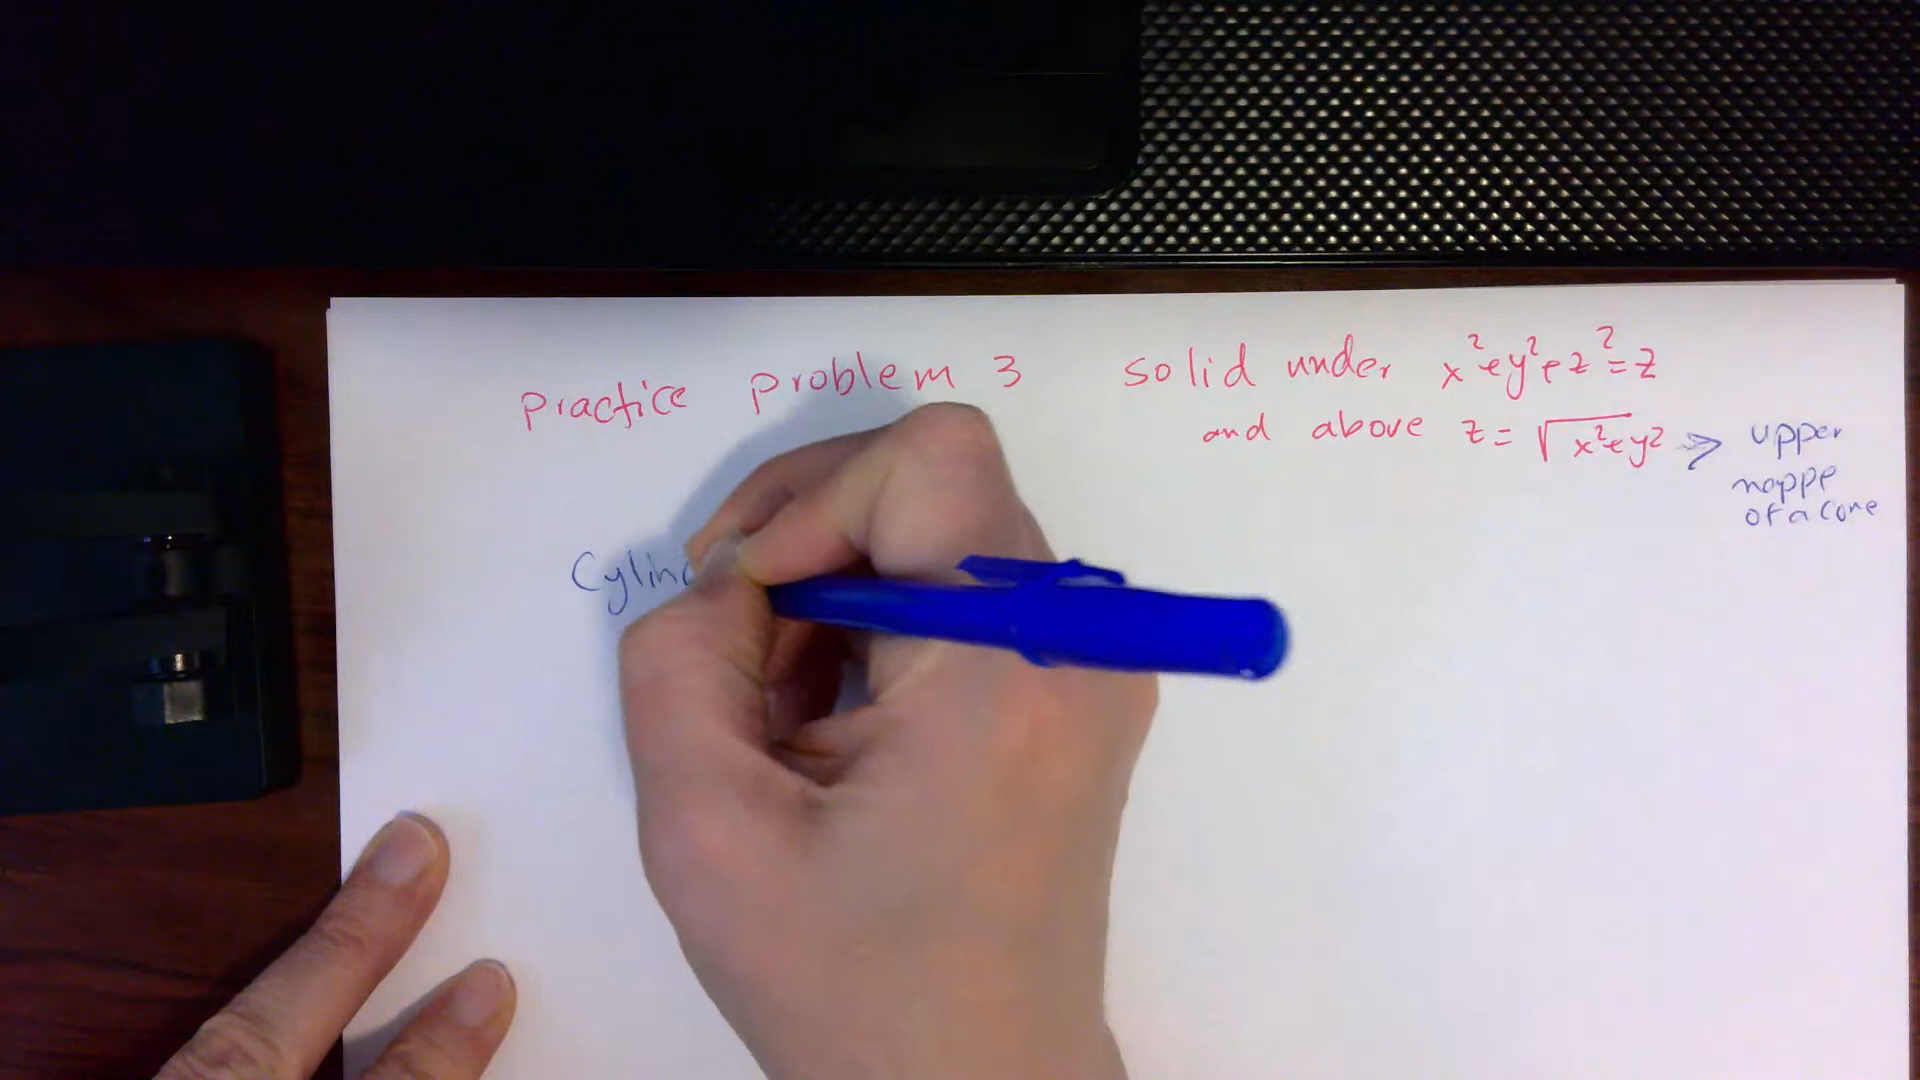 Practice problem 3 solid under x²+y²+z²=z
and above z=√x²+y² => upper
nappe
of a cone
Cylin